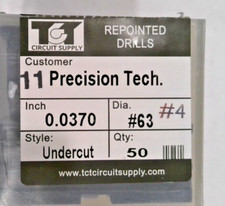 TCT
CIRCUIT SUPPLY
REPOINTED
DRILLS
Customer
11 Precision Tech.
Inch
0.0370
Dia.
#63 #4
Style:
Undercut
Qty:
50
www.tctcircuitsupply.com